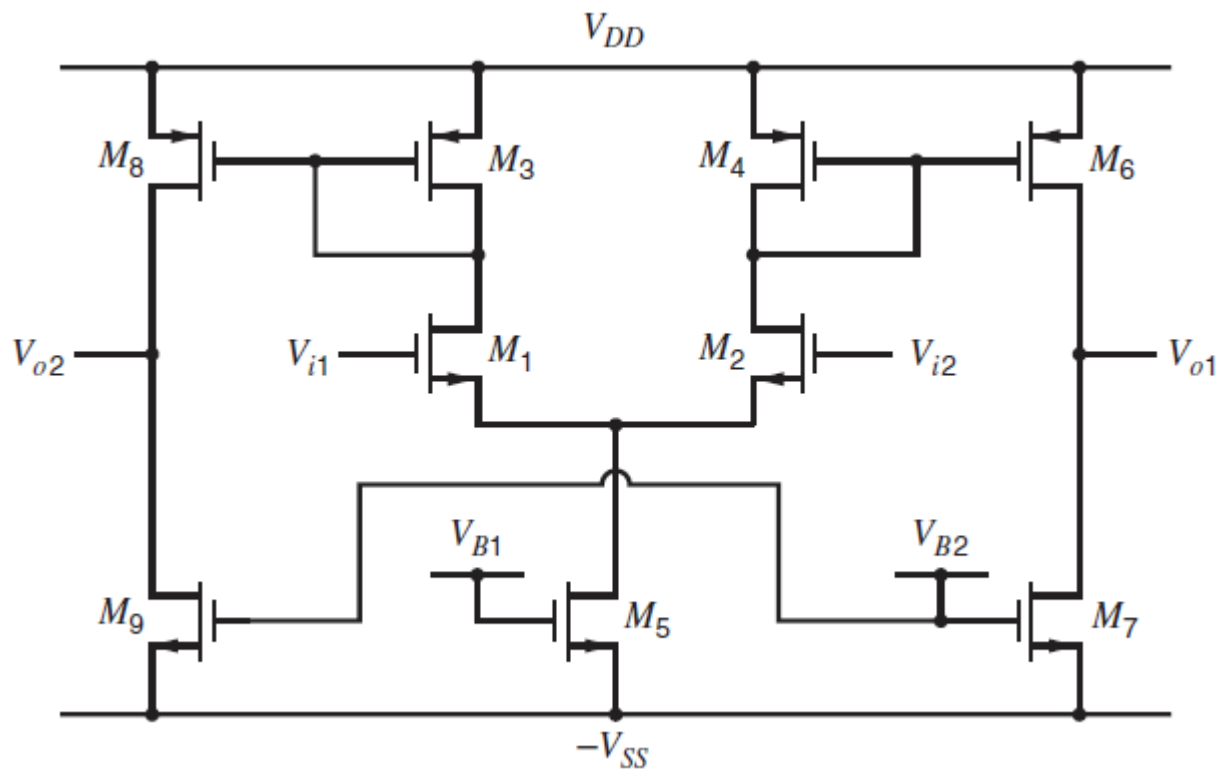 V_DD
M_8
M_3
M_4
M_6
V_o2
V_i1
M_1
M_2
V_i2
V_o1
V_B1
V_B2
M_9
M_5
M_7
−V_SS